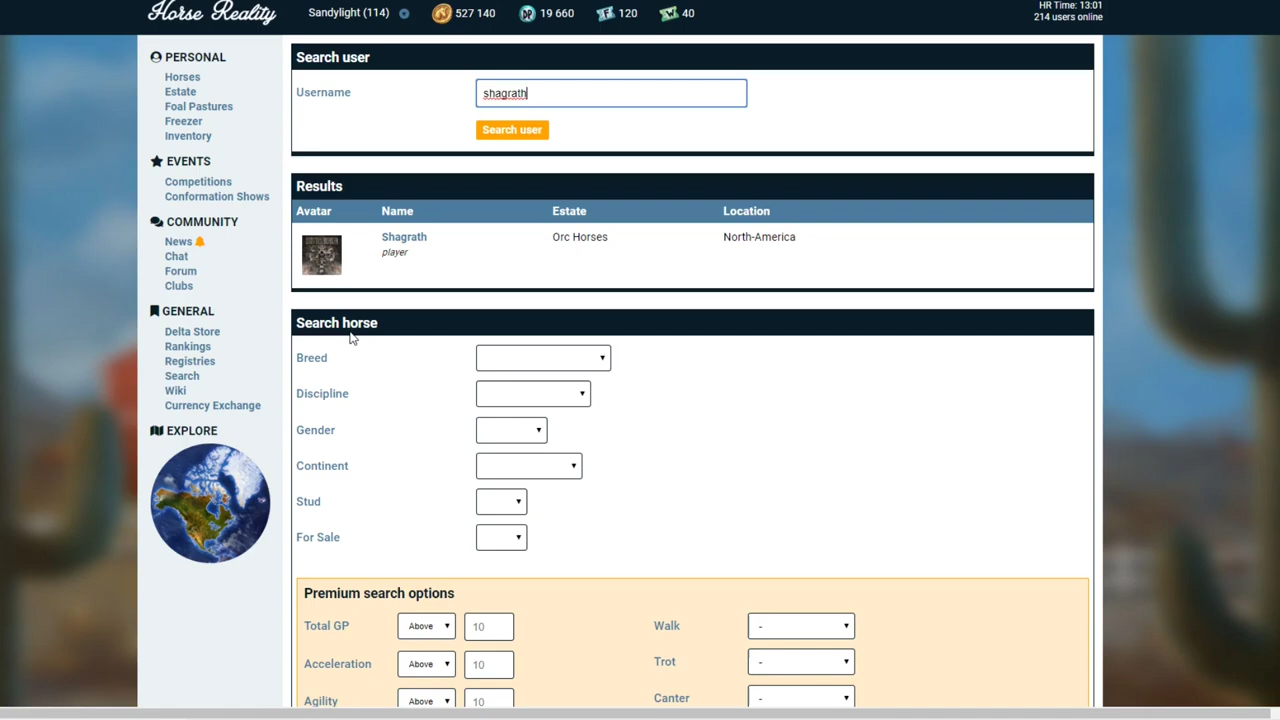 Horse Reality
Sandylight (114) 527 140 19 660 120 40
HR Time: 13:01
214 users online
PERSONAL
Horses
Estate
Foal Pastures
Freezer
Inventory
EVENTS
Competitions
Conformation Shows
COMMUNITY
News
Chat
Forum
Clubs
GENERAL
Delta Store
Rankings
Registries
Search
Wiki
Currency Exchange
EXPLORE
Search user
Username shagrath
Search user
Results
Avatar Name Estate Location
Shagrath Orc Horses North-America
player
Search horse
Breed
Discipline
Gender
Continent
Stud
For Sale
Premium search options
Total GP Above 10 Walk -
Acceleration Above 10 Trot -
Agility Above 10 Canter -